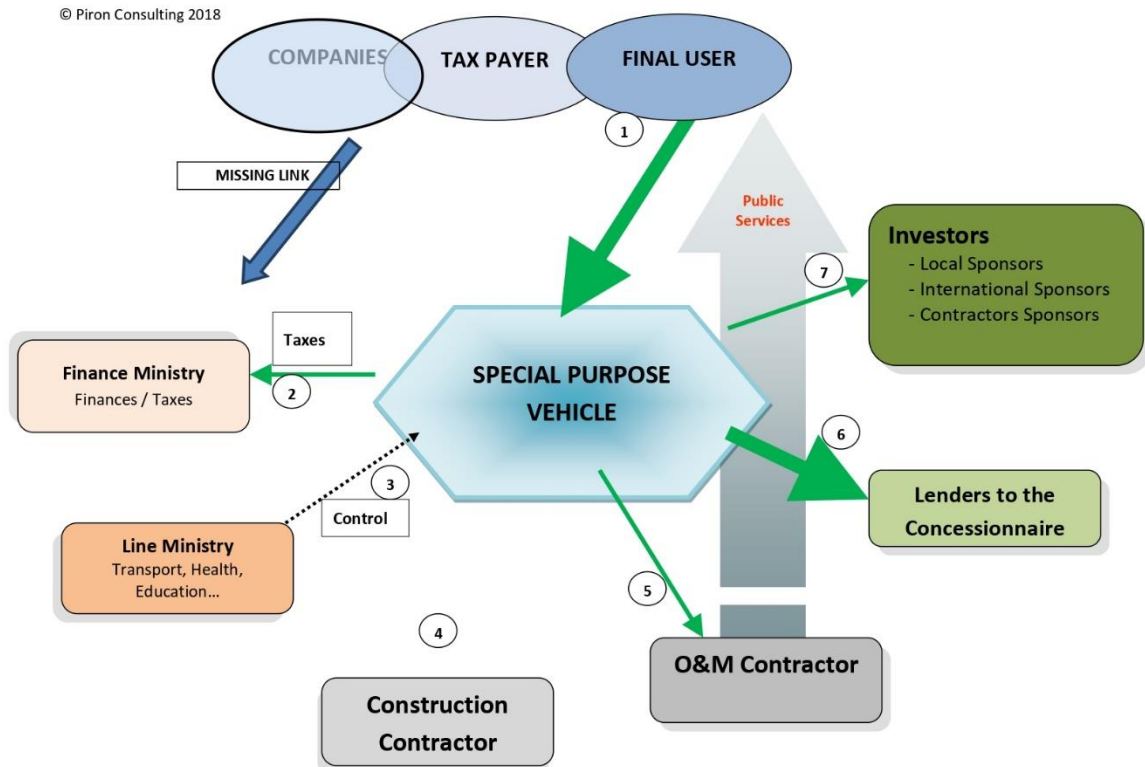 © Piron Consulting 2018
COMPANIES
TAX PAYER
FINAL USER
1
MISSING LINK
Public
Services
Investors
- Local Sponsors
- International Sponsors
- Contractors Sponsors
7
Taxes
2
Finance Ministry
Finances / Taxes
SPECIAL PURPOSE
VEHICLE
6
3
Control
Lenders to the
Concessionnaire
Line Ministry
Transport, Health,
Education...
5
4
O&M Contractor
Construction
Contractor